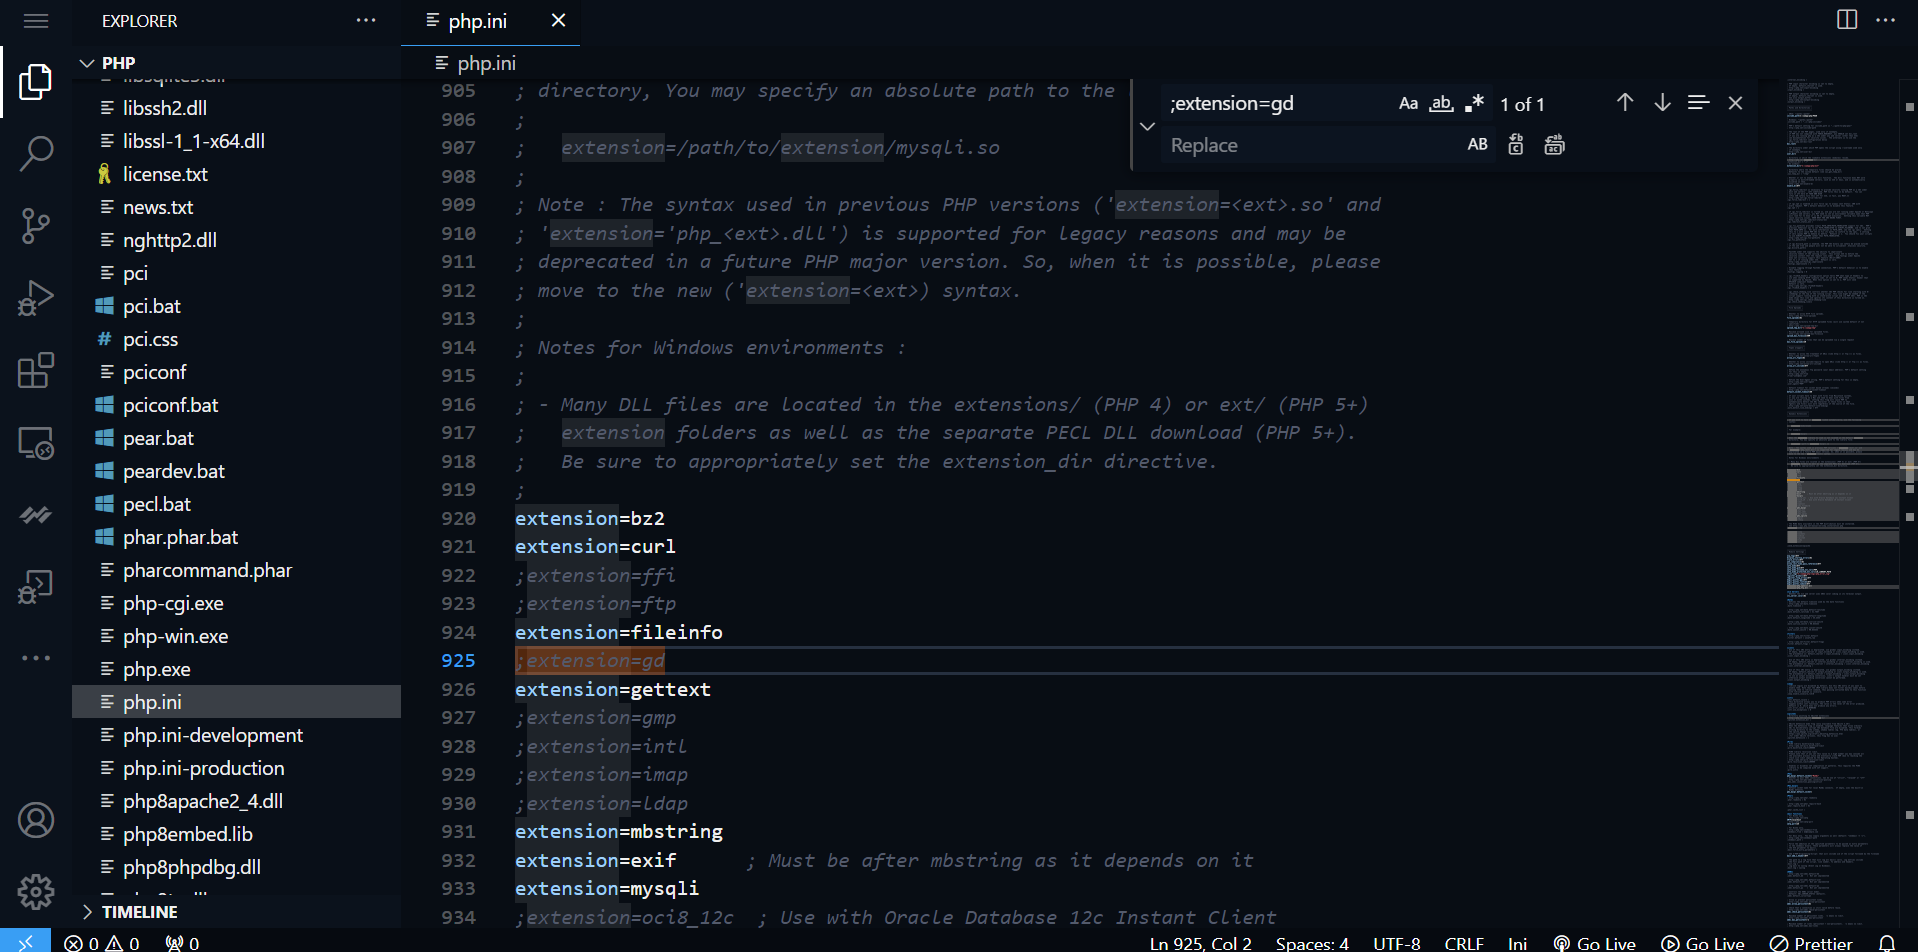 EXPLORER
php.ini
PHP
php.ini
libssh2.dll
libssl-1_1-x64.dll
license.txt
news.txt
nghttp2.dll
pci
pci.bat
pci.css
pciconf
pciconf.bat
pear.bat
peardev.bat
pecl.bat
phar.phar.bat
pharcommand.phar
php-cgi.exe
php-win.exe
php.exe
php.ini
php.ini-development
php.ini-production
php8apache2_4.dll
php8embed.lib
php8phpdbg.dll
TIMELINE
905 ; directory, You may specify an absolute path to the
906 ;
907 ;   extension=/path/to/extension/mysqli.so
908 ;
909 ; Note : The syntax used in previous PHP versions ('extension=<ext>.so' and
910 ; 'extension='php_<ext>.dll') is supported for legacy reasons and may be
911 ; deprecated in a future PHP major version. So, when it is possible, please
912 ; move to the new ('extension=<ext>) syntax.
913 ;
914 ; Notes for Windows environments :
915 ;
916 ; - Many DLL files are located in the extensions/ (PHP 4) or ext/ (PHP 5+)
917 ;   extension folders as well as the separate PECL DLL download (PHP 5+).
918 ;   Be sure to appropriately set the extension_dir directive.
919 ;
920 extension=bz2
921 extension=curl
922 ;extension=ffi
923 ;extension=ftp
924 extension=fileinfo
925 ;extension=gd
926 extension=gettext
927 ;extension=gmp
928 ;extension=intl
929 ;extension=imap
930 ;extension=ldap
931 extension=mbstring
932 extension=exif      ; Must be after mbstring as it depends on it
933 extension=mysqli
934 ;extension=oci8_12c  ; Use with Oracle Database 12c Instant Client
;extension=gd Aa ab 1 of 1
Replace AB
0 0 0 Ln 925, Col 2 Spaces: 4 UTF-8 CRLF Ini Go Live Go Live Prettier